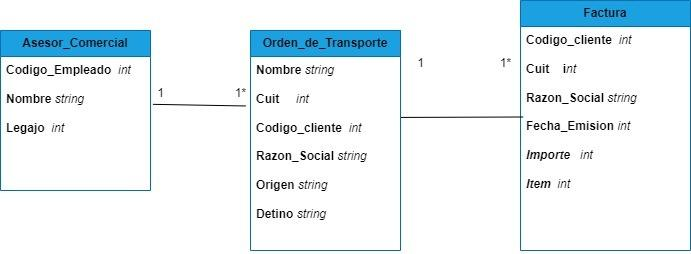 Asesor_Comercial
Codigo_Empleado int
Nombre string
Legajo int
1
1*
Orden_de_Transporte
Nombre string
Cuit int
Codigo_cliente int
Razon_Social string
Origen string
Detino string
1
1*
Factura
Codigo_cliente int
Cuit int
Razon_Social string
Fecha_Emision int
Importe int
Item int